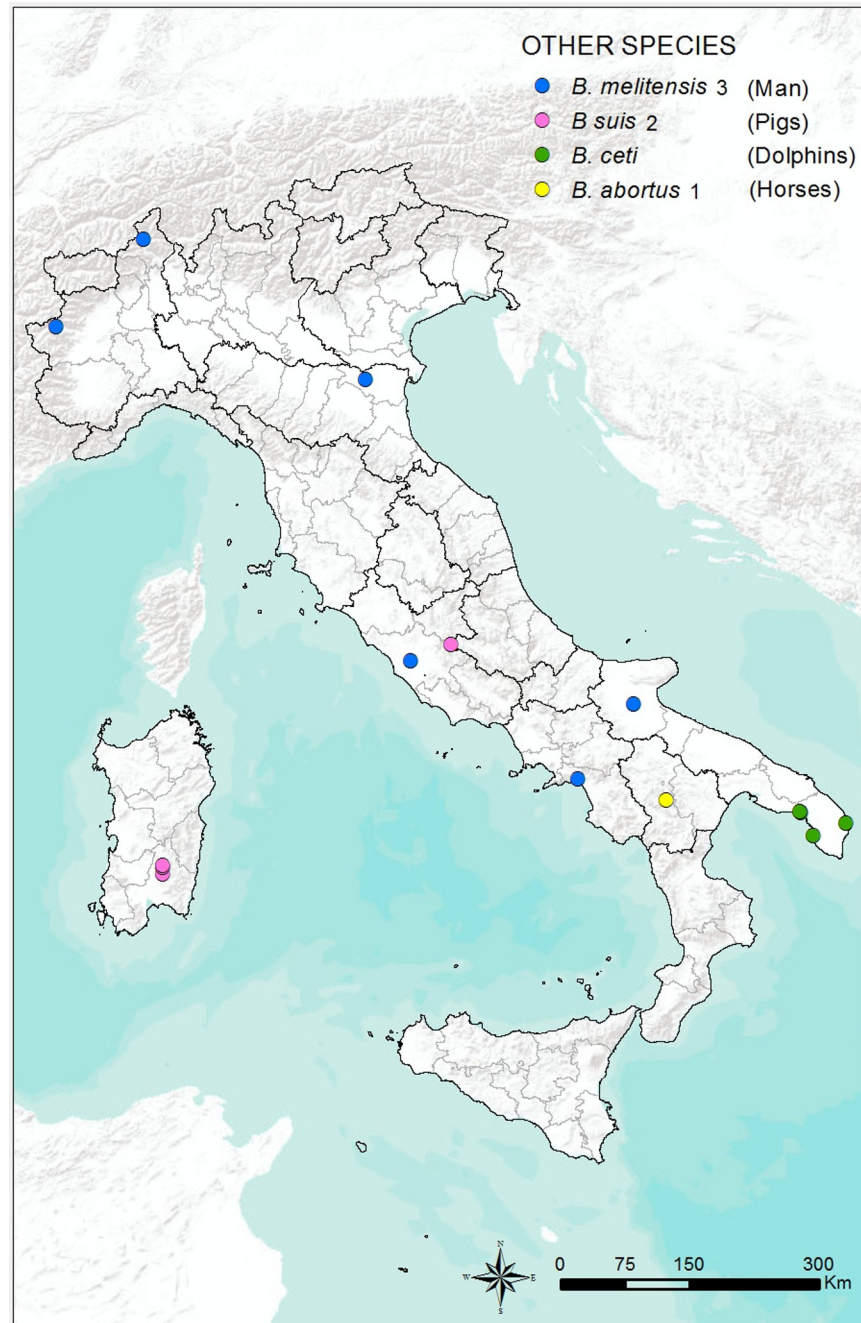 OTHER SPECIES
B. melitensis 3 (Man)
B suis 2 (Pigs)
B. ceti (Dolphins)
B. abortus 1 (Horses)
N
W E
S
0 75 150 300
Km